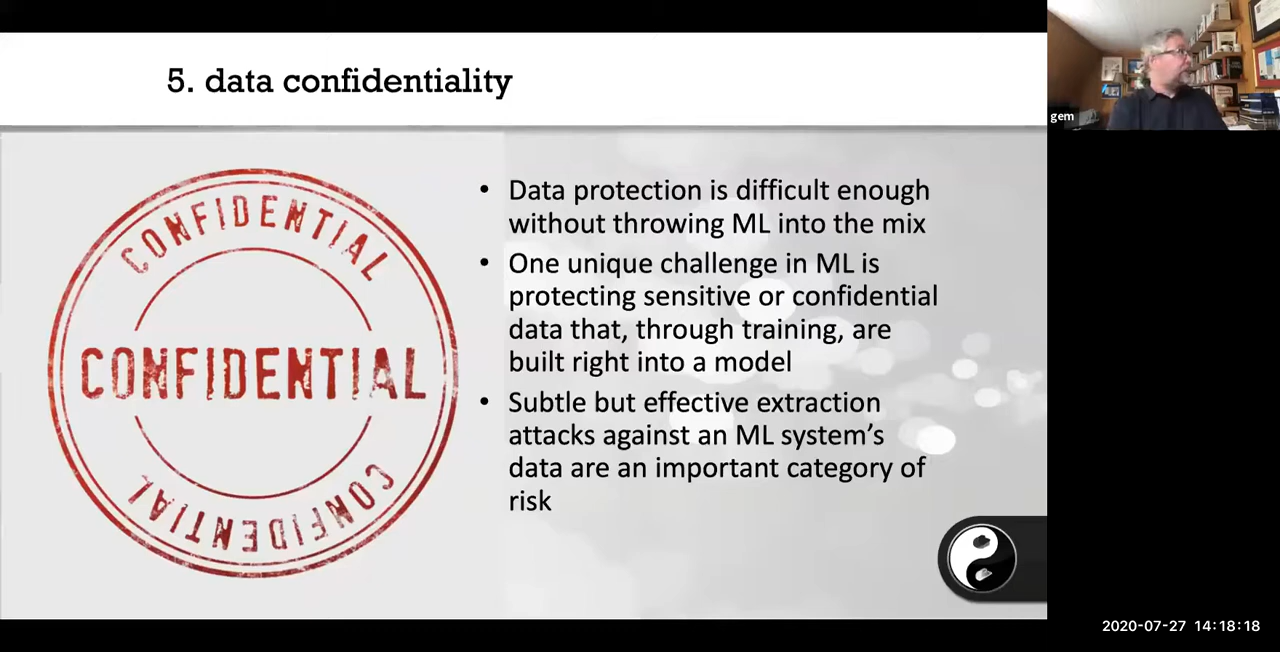 5. data confidentiality
CONFIDENTIAL
CONFIDENTIAL
CONFIDENTIAL
• Data protection is difficult enough
without throwing ML into the mix
• One unique challenge in ML is
protecting sensitive or confidential
data that, through training, are
built right into a model
• Subtle but effective extraction
attacks against an ML system’s
data are an important category of
risk
gem
2020-07-27 14:18:18